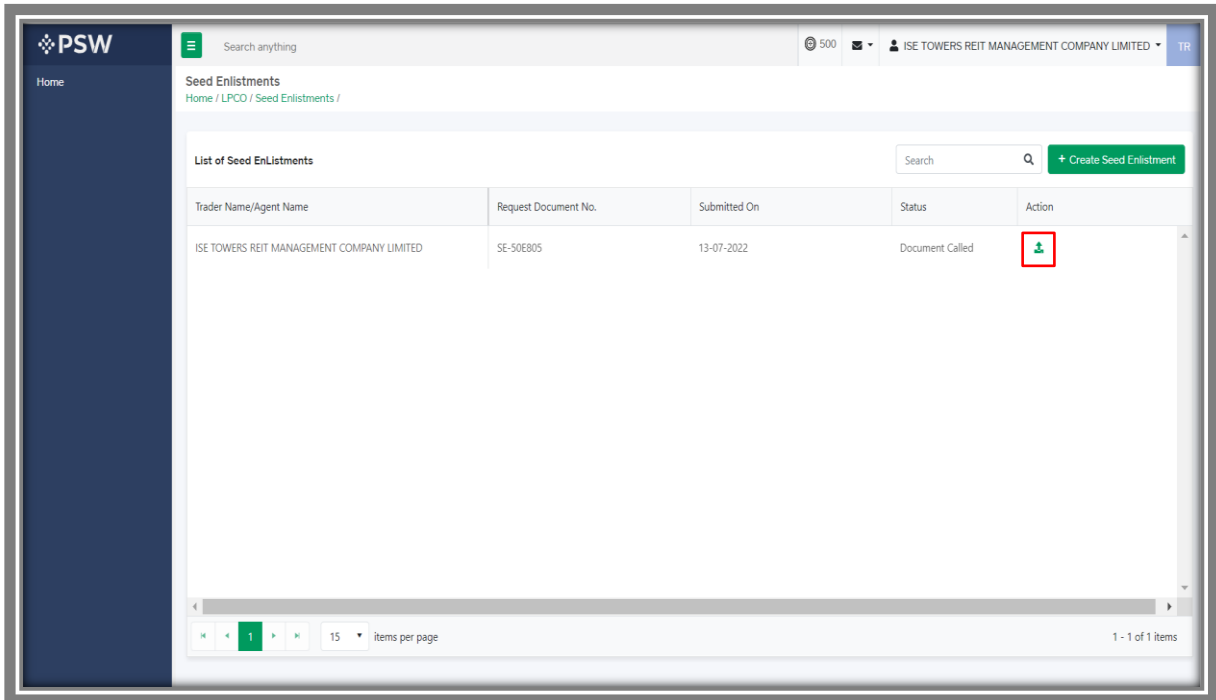 PSW
Search anything
500
ISE TOWERS REIT MANAGEMENT COMPANY LIMITED
TR
Home
Seed Enlistments
Home / LPCO / Seed Enlistments /
List of Seed EnListments
Search
+ Create Seed Enlistment
Trader Name/Agent Name Request Document No. Submitted On Status Action
ISE TOWERS REIT MANAGEMENT COMPANY LIMITED SE-50E805 13-07-2022 Document Called
1 15 items per page 1 - 1 of 1 items